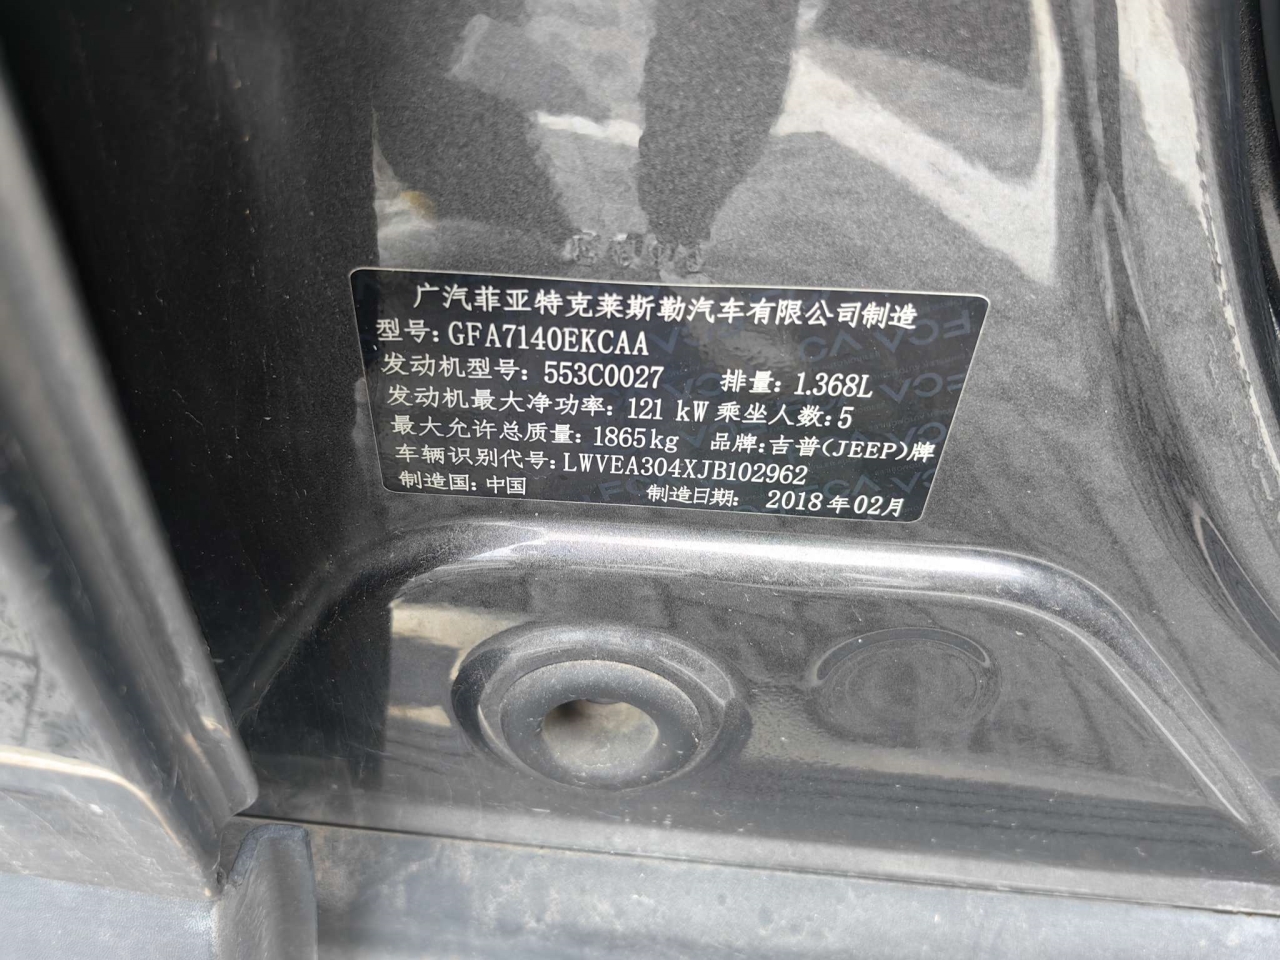 广汽菲亚特克莱斯勒汽车有限公司制造
型号: GFA7140EKCAA
发动机型号: 553C0027 排量: 1.368L
发动机最大净功率: 121 kW 乘坐人数: 5
最大允许总质量: 1865kg 品牌: 吉普(JEEP)牌
车辆识别代号: LWVEA304XJB102962
制造国: 中国 制造日期: 2018年02月